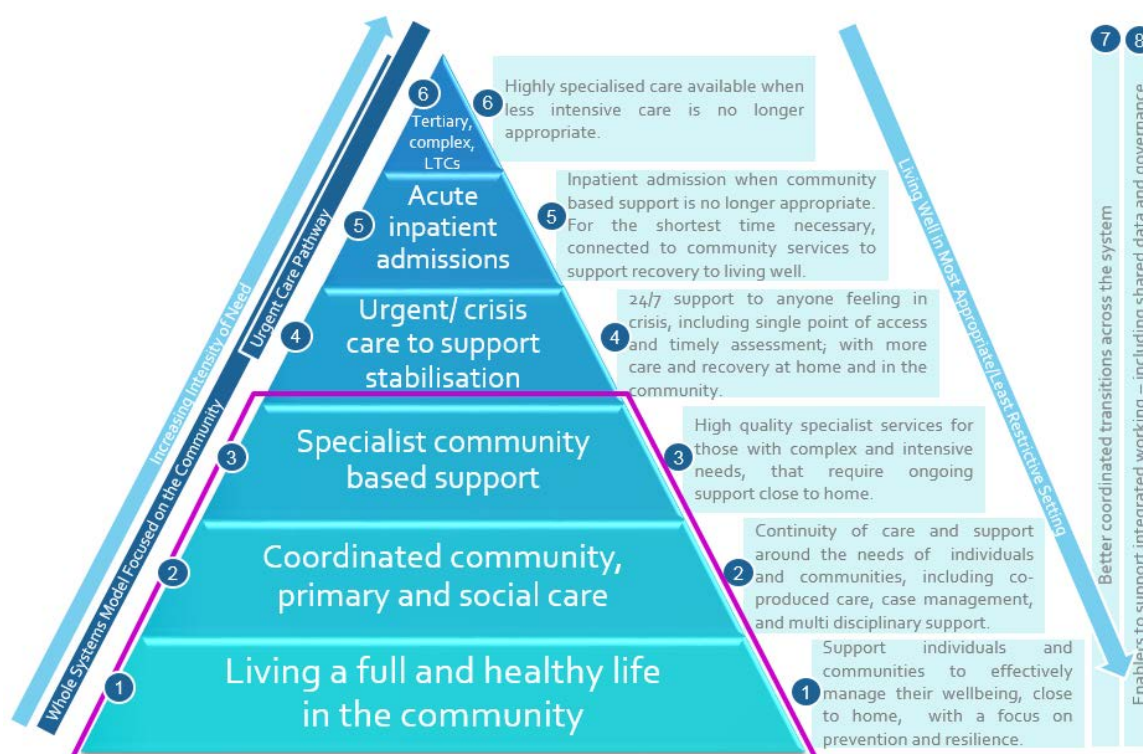 7
8
6
Tertiary,
complex,
LTCs
6
Highly specialised care available when
less intensive care is no longer
appropriate.
5
Acute
inpatient
admissions
5
Inpatient admission when community
based support is no longer appropriate.
For the shortest time necessary,
connected to community services to
support recovery to living well.
4
Urgent/ crisis
care to support
stabilisation
4
24/7 support to anyone feeling in
crisis, including single point of access
and timely assessment; with more
care and recovery at home and in the
community.
3
Specialist community
based support
3
High quality specialist services for
those with complex and intensive
needs, that require ongoing
support close to home.
2
Coordinated community,
primary and social care
2
Continuity of care and support
around the needs of individuals
and communities, including co-
produced care, case management,
and multi disciplinary support.
1
Living a full and healthy life
in the community
1
Support individuals and
communities to effectively
manage their wellbeing, close
to home, with a focus on
prevention and resilience.
Increasing Intensity of Need
Whole Systems Model Focused on the Community
Urgent Care Pathway
Living Well in Most Appropriate/Least Restrictive Setting
Better coordinated transitions across the system
Enablers to support integrated working – including shared data and governance